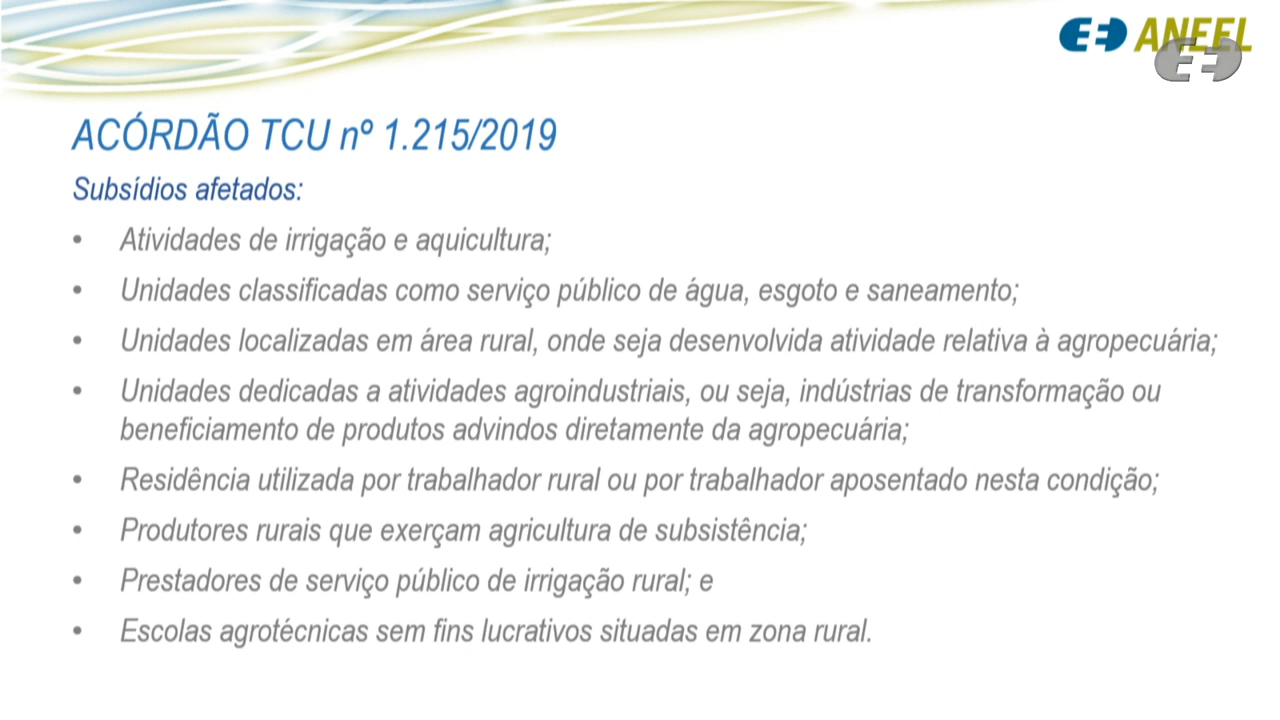 ANEEL
ACÓRDÃO TCU nº 1.215/2019
Subsídios afetados:
• Atividades de irrigação e aquicultura;
• Unidades classificadas como serviço público de água, esgoto e saneamento;
• Unidades localizadas em área rural, onde seja desenvolvida atividade relativa à agropecuária;
• Unidades dedicadas a atividades agroindustriais, ou seja, indústrias de transformação ou
beneficiamento de produtos advindos diretamente da agropecuária;
• Residência utilizada por trabalhador rural ou por trabalhador aposentado nesta condição;
• Produtores rurais que exerçam agricultura de subsistência;
• Prestadores de serviço público de irrigação rural; e
• Escolas agrotécnicas sem fins lucrativos situadas em zona rural.